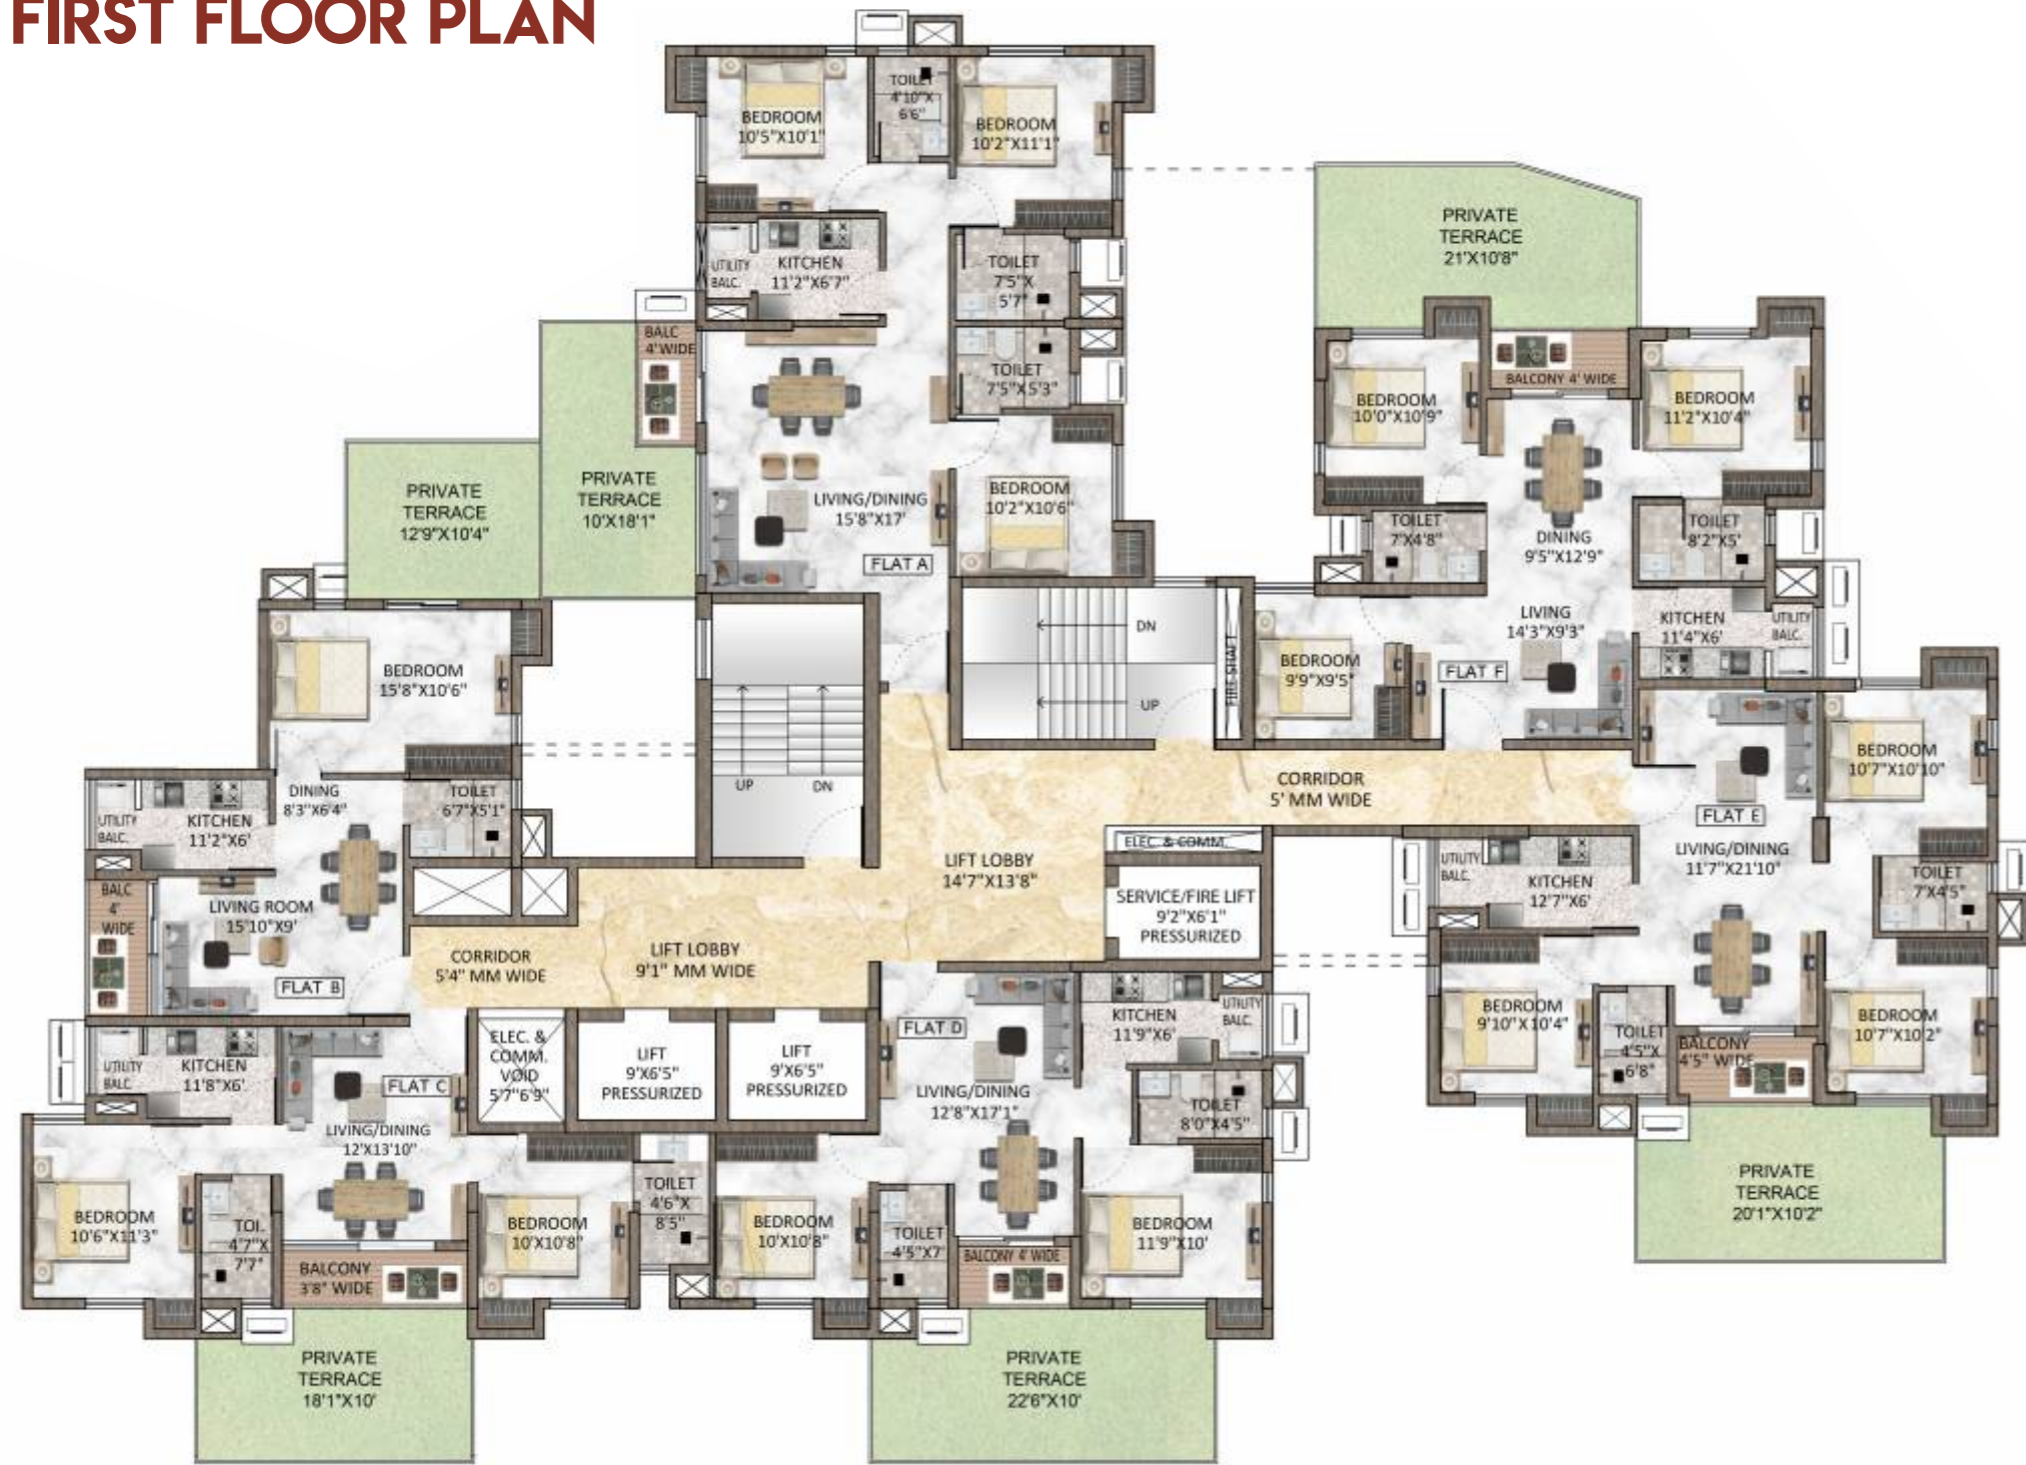 FIRST FLOOR PLAN
BEDROOM
10'5"X10'1"
TOILET
4'10"X
6'6"
BEDROOM
10'2"X11'1"
UTILITY
BALC.
KITCHEN
11'2"X6'7"
TOILET
7'5"X
5'7"
TOILET
7'5"X5'3"
BALC
4' WIDE
LIVING/DINING
15'8"X17'
FLAT A
BEDROOM
10'2"X10'6"
PRIVATE
TERRACE
10'X18'1"
PRIVATE
TERRACE
12'9"X10'4"
PRIVATE
TERRACE
21'X10'8"
BEDROOM
10'0"X10'9"
BALCONY 4' WIDE
BEDROOM
11'2"X10'4"
TOILET
7'X4'8"
DINING
9'5"X12'9"
TOILET
8'2"X5'
LIVING
14'3"X9'3"
KITCHEN
11'4"X6'
UTILITY
BALC.
BEDROOM
9'9"X9'5"
FLAT F
DN
UP
FIRE SHAFT
UP
DN
BEDROOM
15'8"X10'6"
DINING
8'3"X6'4"
TOILET
6'7"X5'1"
UTILITY
BALC.
KITCHEN
11'2"X6'
BALC
4'
WIDE
LIVING ROOM
15'10"X9'
FLAT B
CORRIDOR
5'4" MM WIDE
LIFT LOBBY
9'1" MM WIDE
LIFT LOBBY
14'7"X13'8"
CORRIDOR
5' MM WIDE
ELEC. & COMM.
SERVICE/FIRE LIFT
9'2"X6'1"
PRESSURIZED
FLAT E
LIVING/DINING
11'7"X21'10"
BEDROOM
10'7"X10'10"
TOILET
7'X4'5"
UTILITY
BALC.
KITCHEN
12'7"X6'
BEDROOM
9'10"X10'4"
TOILET
4'5"X
6'8"
BALCONY
4'5" WIDE
BEDROOM
10'7"X10'2"
PRIVATE
TERRACE
20'1"X10'2"
UTILITY
BALC.
KITCHEN
11'8"X6'
FLAT C
LIVING/DINING
12'X13'10"
ELEC. &
COMM.
VOID
5'7"6'9"
LIFT
9'X6'5"
PRESSURIZED
LIFT
9'X6'5"
PRESSURIZED
BEDROOM
10'6"X11'3"
TOI.
4'7"X
7'7"
BALCONY
3'8" WIDE
BEDROOM
10'X10'8"
TOILET
4'6"X
8'5"
PRIVATE
TERRACE
18'1"X10'
FLAT D
LIVING/DINING
12'8"X17'1"
KITCHEN
11'9"X6'
UTILITY
BALC.
TOILET
8'0"X4'5"
BEDROOM
10'X10'8"
TOILET
4'5"X7'
BALCONY 4' WIDE
BEDROOM
11'9"X10'
PRIVATE
TERRACE
22'6"X10'